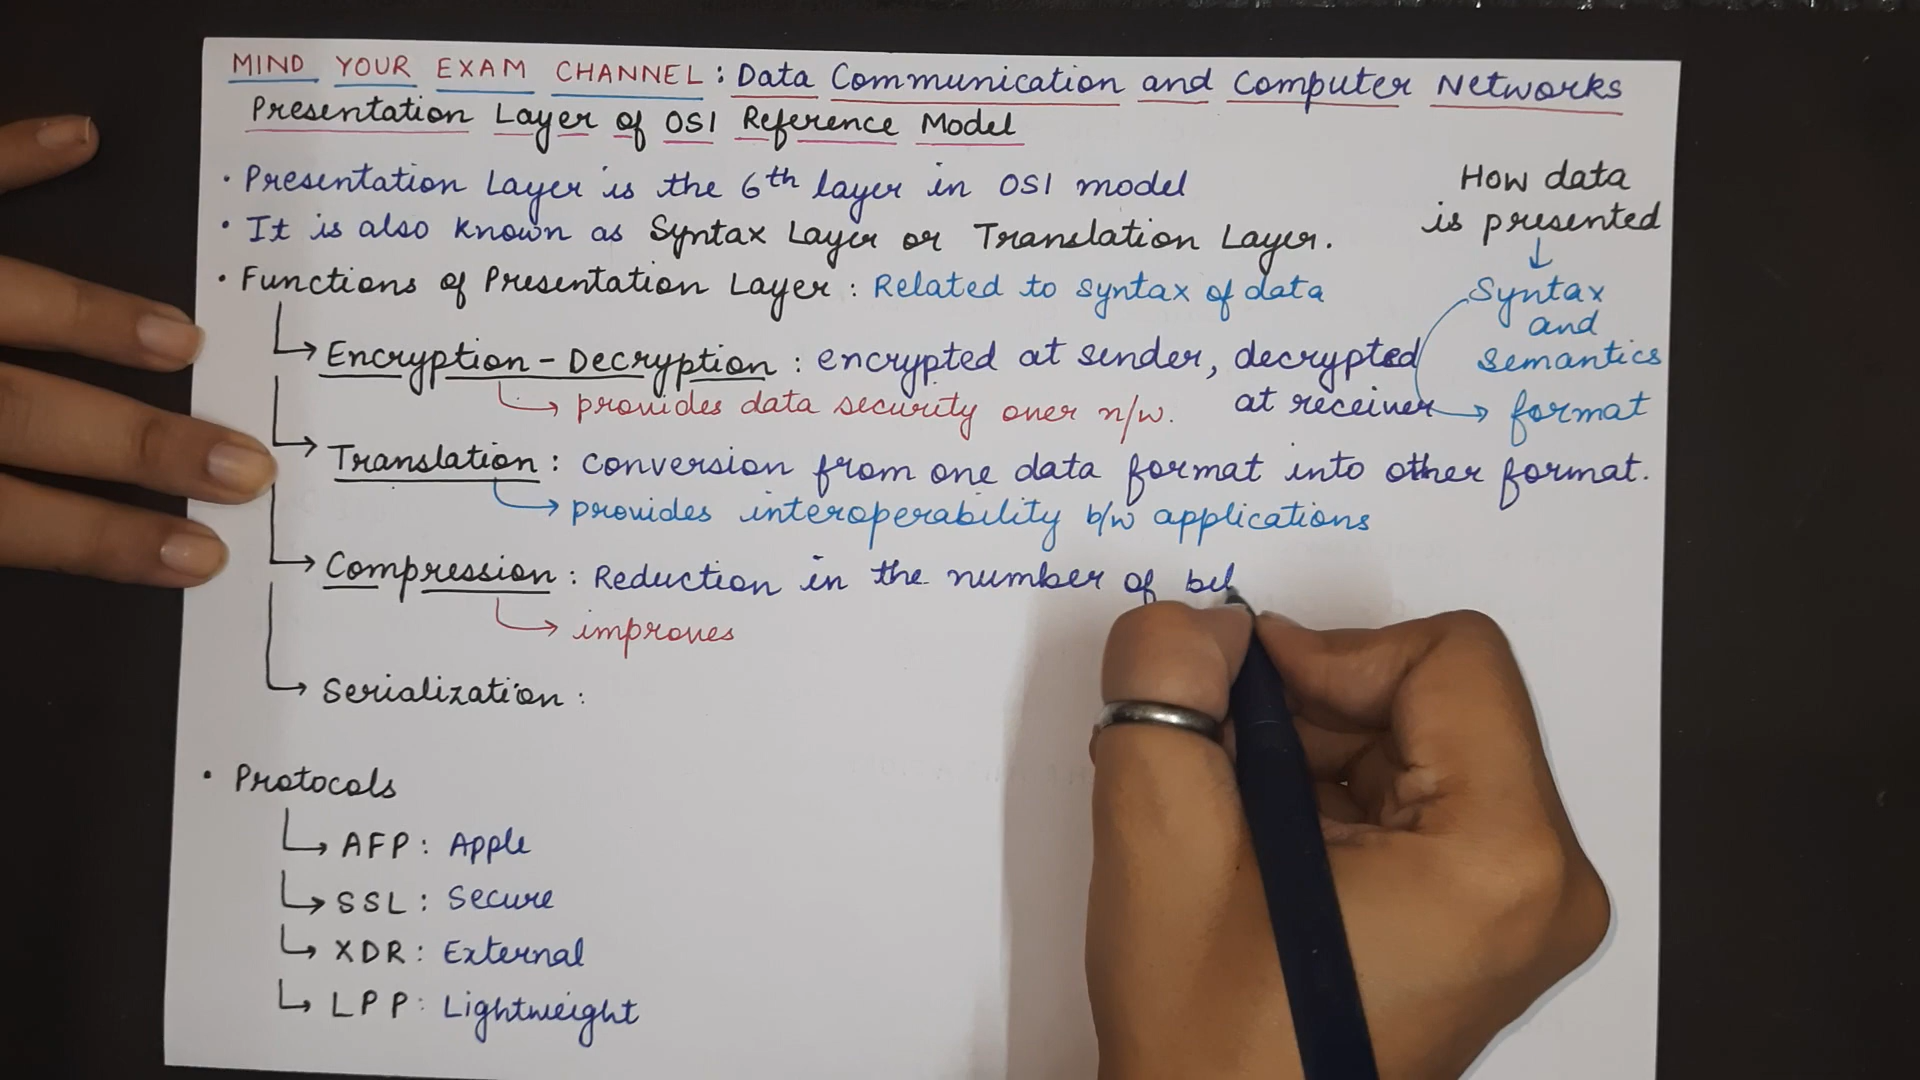 MIND YOUR EXAM CHANNEL: Data Communication and Computer Networks
Presentation Layer of OSI Reference Model
· Presentation Layer is the 6th layer in OSI model
· It is also known as Syntax Layer or Translation Layer.
· Functions of Presentation Layer: Related to syntax of data
How data
is presented
↓
Syntax
and
semantics
→ format
→ Encryption - Decryption: encrypted at sender, decrypted
at receiver
→ provides data security over n/w.
→ Translation: conversion from one data format into other format.
→ provides interoperability b/w applications
→ Compression: Reduction in the number of
→ improves
→ Serialization:
· Protocols
→ AFP: Apple
→ SSL: Secure
→ XDR: External
→ LPP: Lightweight